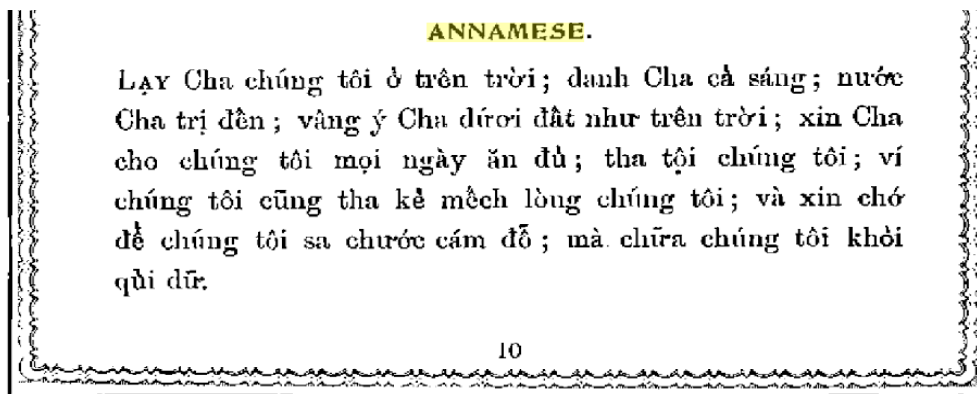 ANNAMESE.
LẠY Cha chúng tôi ở trên trời; danh Cha cả sáng; nước
Cha trị đến; vâng ý Cha dưới đất như trên trời; xin Cha
cho chúng tôi mọi ngày ăn đủ; tha tội chúng tôi; ví
chúng tôi cũng tha kẻ mếch lòng chúng tôi; và xin chớ
để chúng tôi sa chước cám đỗ; mà chữa chúng tôi khỏi
qủi dữ.
10